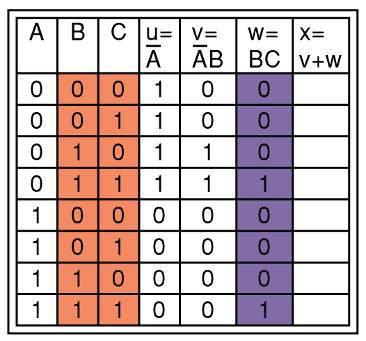 A B C u= v= w= x=
A̅ A̅B BC v+w
0 0 0 1 0 0
0 0 1 1 0 0
0 1 0 1 1 0
0 1 1 1 1 1
1 0 0 0 0 0
1 0 1 0 0 0
1 1 0 0 0 0
1 1 1 0 0 1